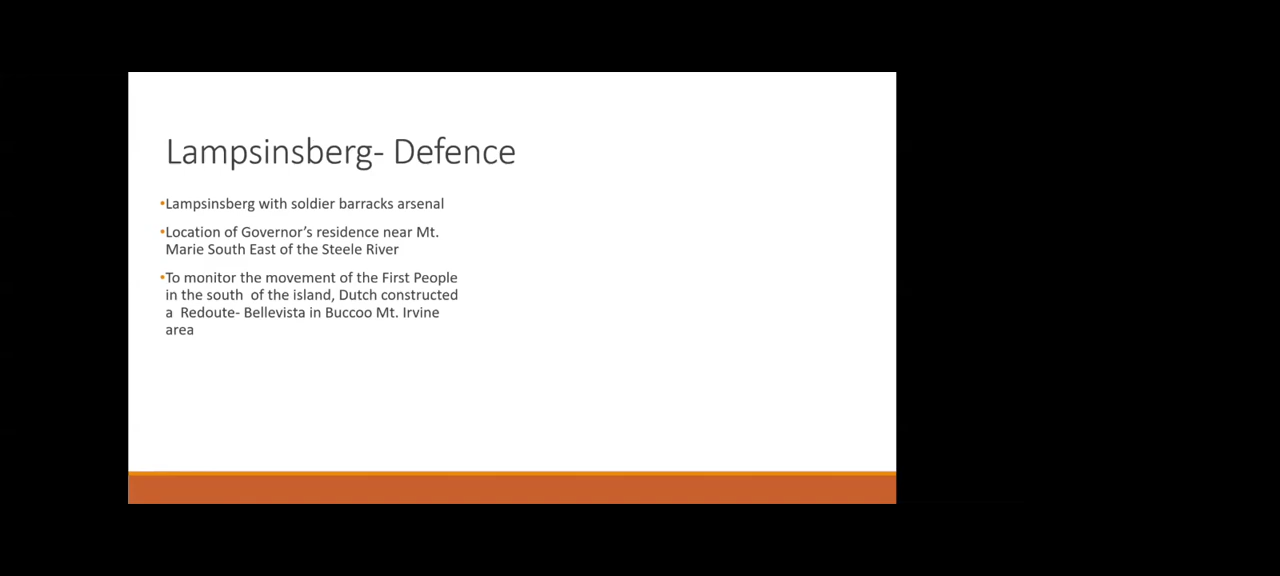 Lampsinsberg- Defence
•Lampsinsberg with soldier barracks arsenal
•Location of Governor’s residence near Mt.
Marie South East of the Steele River
•To monitor the movement of the First People
in the south  of the island, Dutch constructed
a  Redoute- Bellevista in Buccoo Mt. Irvine
area